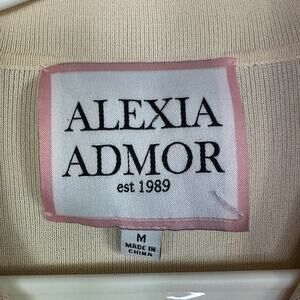 ALEXIA
ADMOR
est 1989
M
MADE IN
CHINA